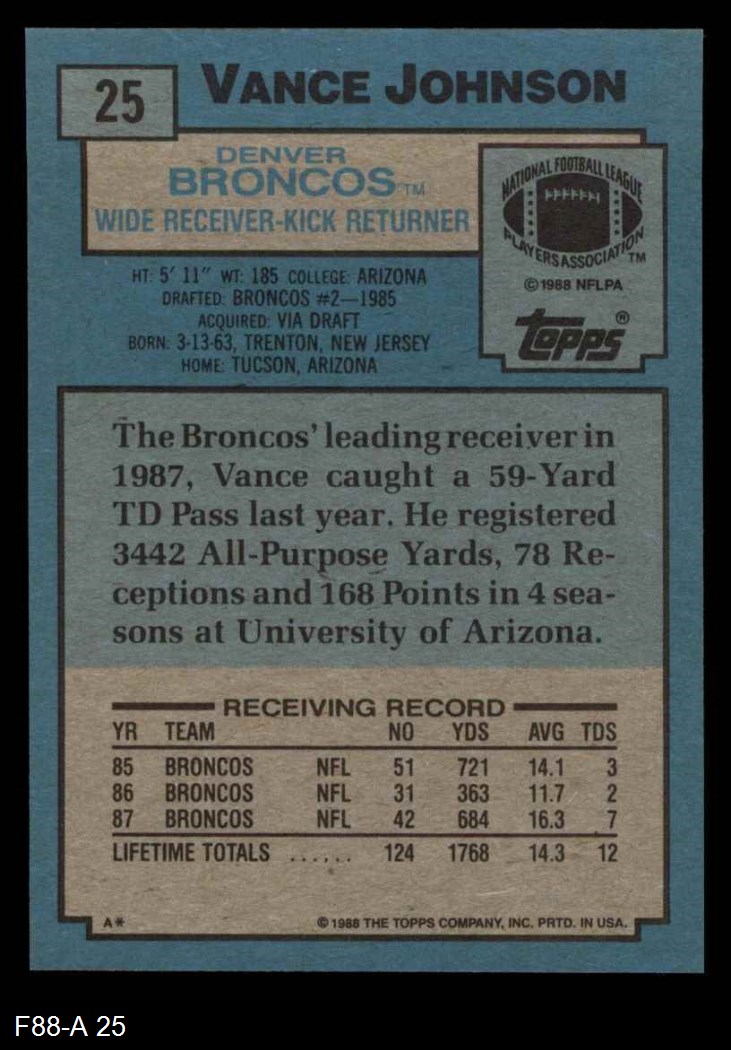 25
VANCE JOHNSON
DENVER
BRONCOS TM
WIDE RECEIVER-KICK RETURNER
NATIONAL FOOTBALL LEAGUE
PLAYERS ASSOCIATION TM
© 1988 NFLPA
topps®
HT: 5' 11" WT: 185 COLLEGE: ARIZONA
DRAFTED: BRONCOS #2—1985
ACQUIRED: VIA DRAFT
BORN: 3-13-63, TRENTON, NEW JERSEY
HOME: TUCSON, ARIZONA
The Broncos' leading receiver in
1987, Vance caught a 59-Yard
TD Pass last year. He registered
3442 All-Purpose Yards, 78 Re-
ceptions and 168 Points in 4 sea-
sons at University of Arizona.
RECEIVING RECORD
YR TEAM NO YDS AVG TDS
85 BRONCOS NFL 51 721 14.1 3
86 BRONCOS NFL 31 363 11.7 2
87 BRONCOS NFL 42 684 16.3 7
LIFETIME TOTALS ...... 124 1768 14.3 12
A* © 1988 THE TOPPS COMPANY, INC. PRTD. IN USA.
F88-A 25